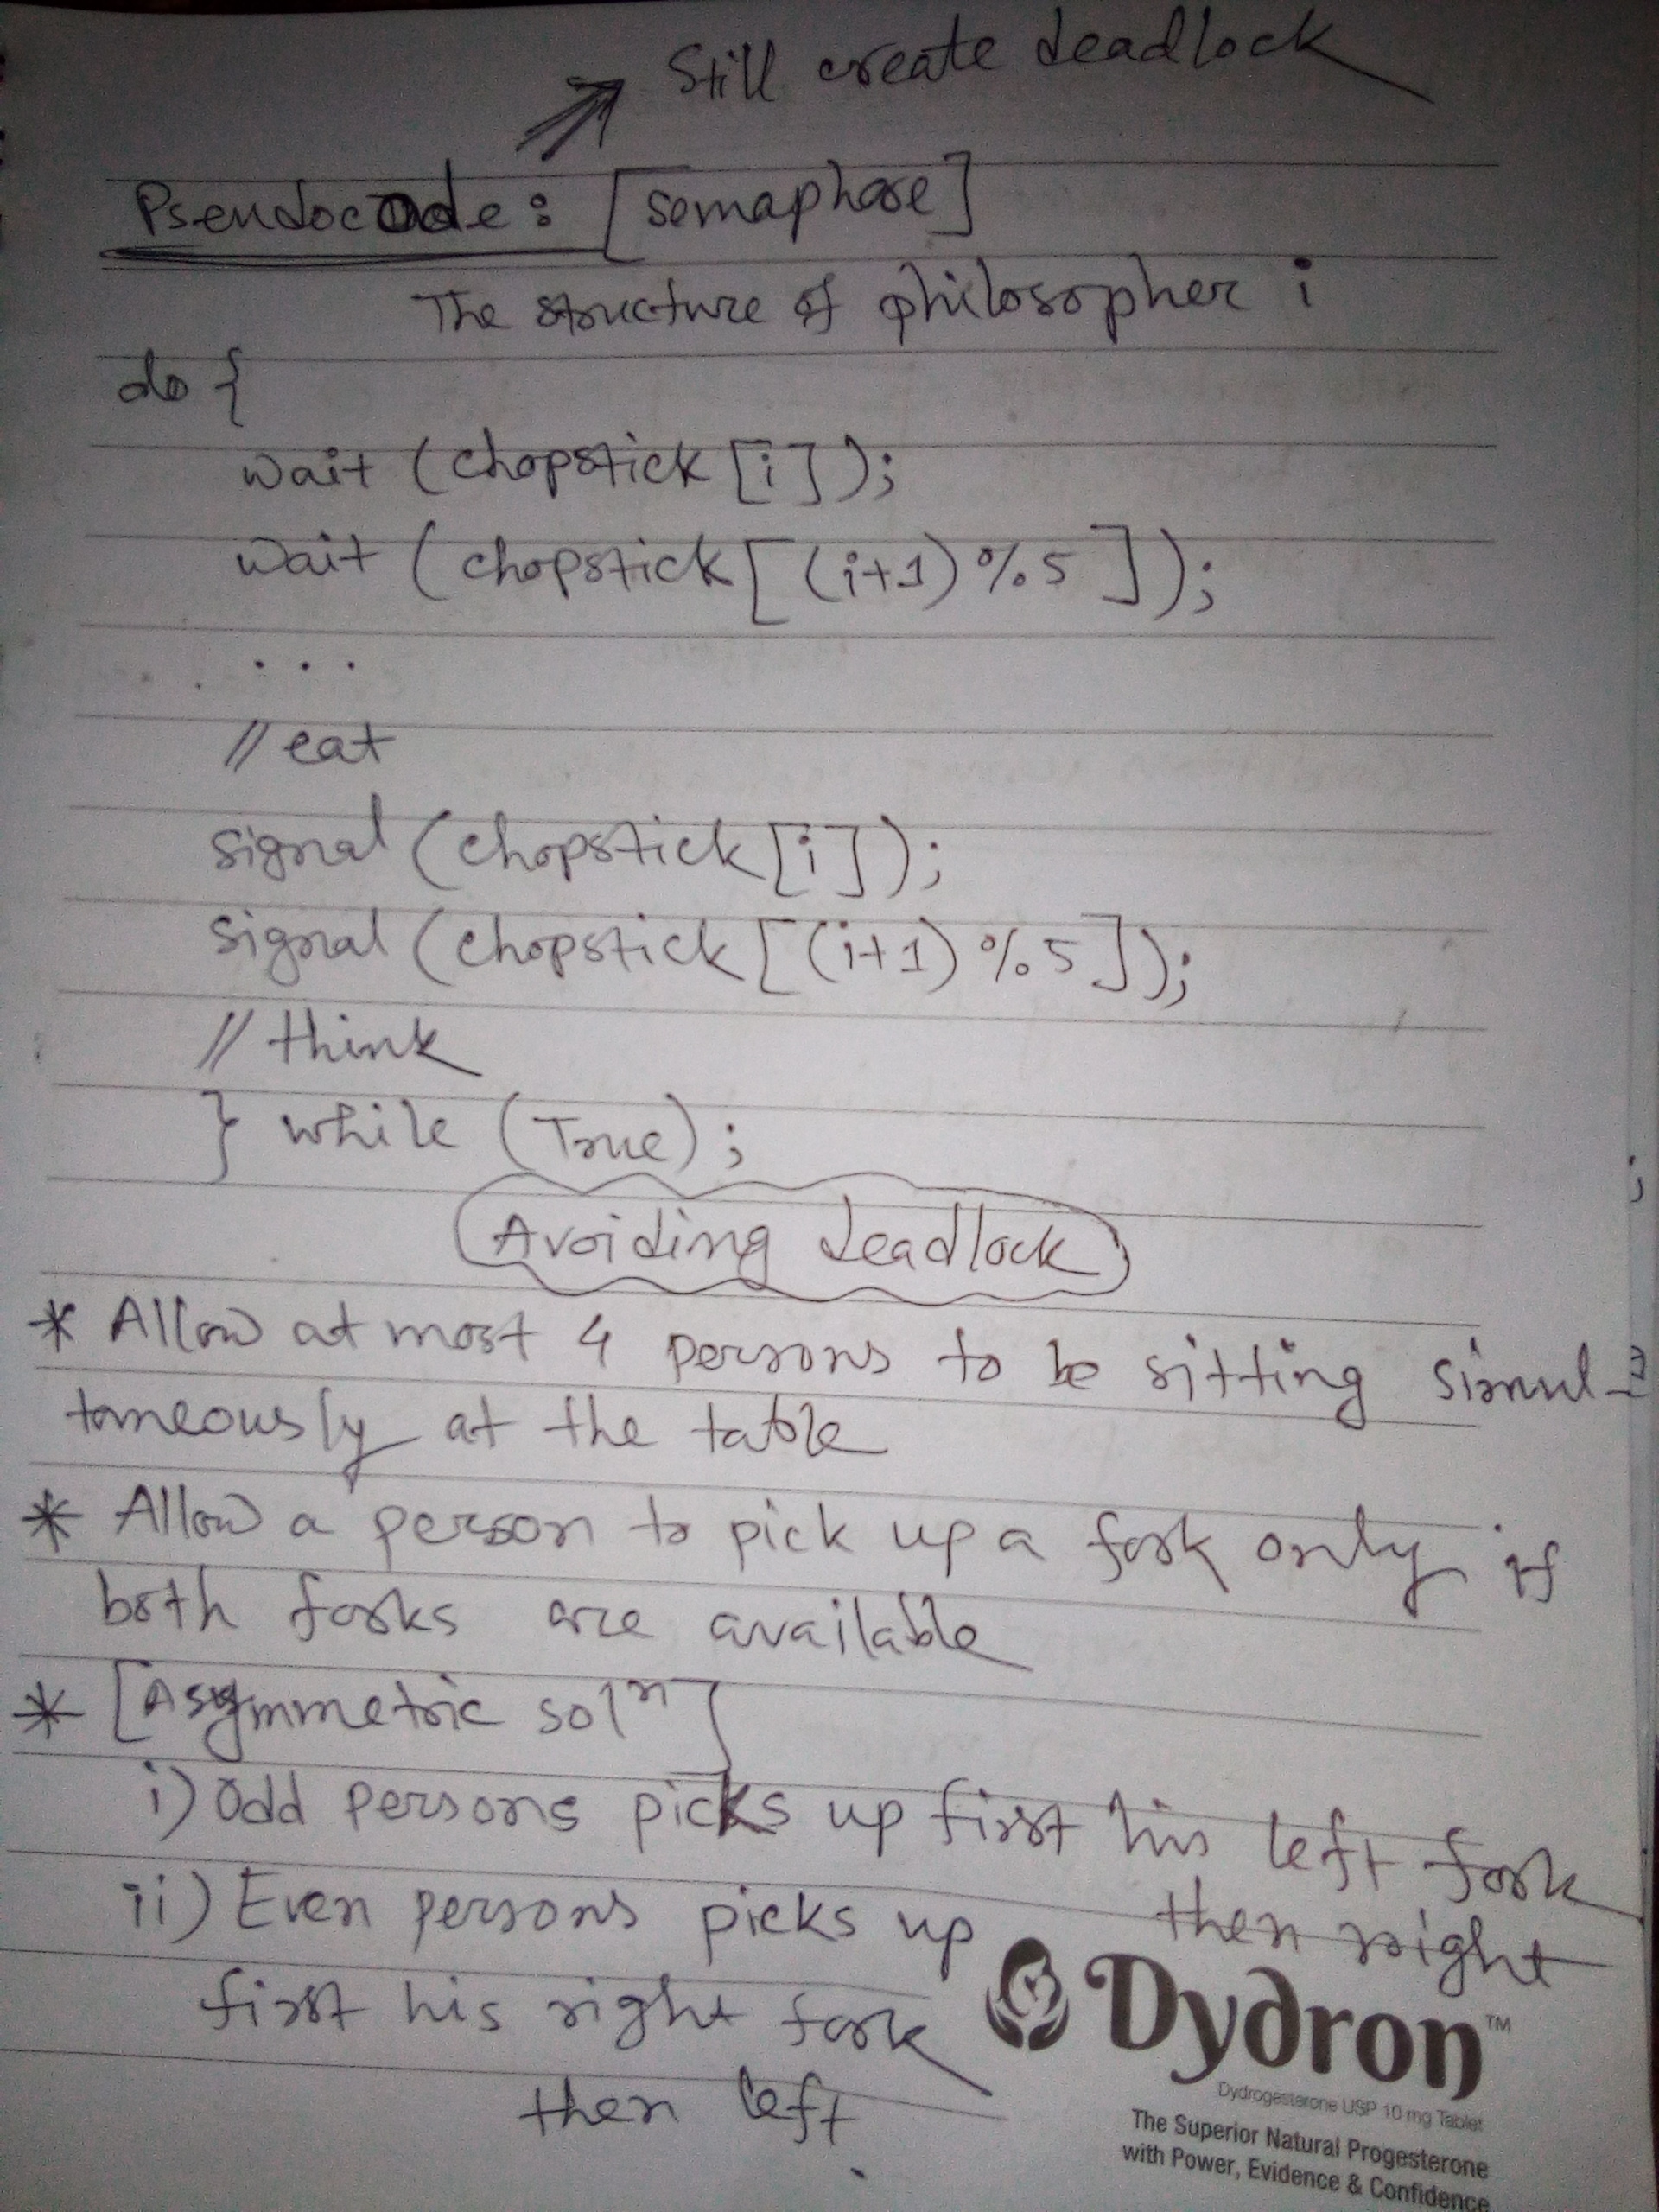 Still create deadlock
Pseudocode: [semaphore]
The structure of philosopher i
do {
wait (chopstick [i]);
wait (chopstick [(i+1) % 5 ]);
...
// eat
signal (chopstick [i]);
signal (chopstick [(i+1) % 5 ]);
// think
} while (True);
Avoiding deadlock
* Allow at most 4 persons to be sitting simul-
taneously at the table
* Allow a person to pick up a fork only if
both forks are available
* [Asymmetric solⁿ]
i) Odd persons picks up first his left fork
then right
ii) Even persons picks up
first his right fork
then left
Dydron™
Dydrogesterone USP 10 mg Tablet
The Superior Natural Progesterone
with Power, Evidence & Confidence